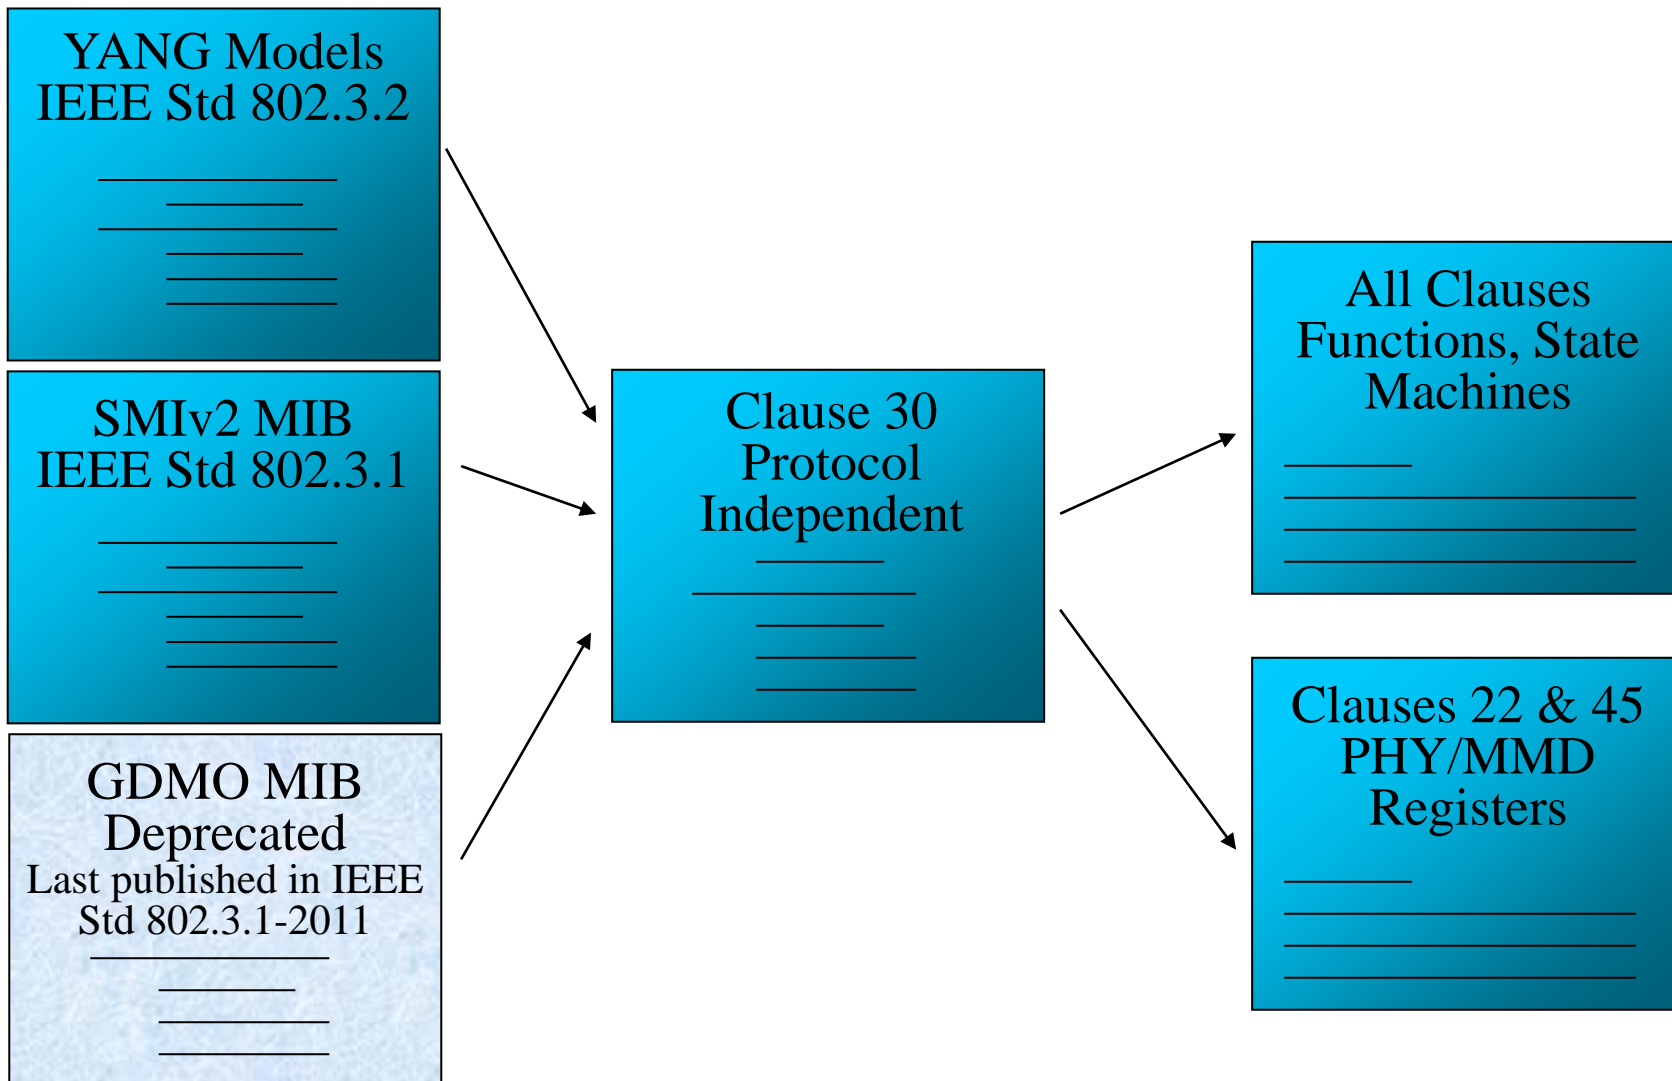 YANG Models
IEEE Std 802.3.2
SMIv2 MIB
IEEE Std 802.3.1
GDMO MIB
Deprecated
Last published in IEEE
Std 802.3.1-2011
Clause 30
Protocol
Independent
All Clauses
Functions, State
Machines
Clauses 22 & 45
PHY/MMD
Registers